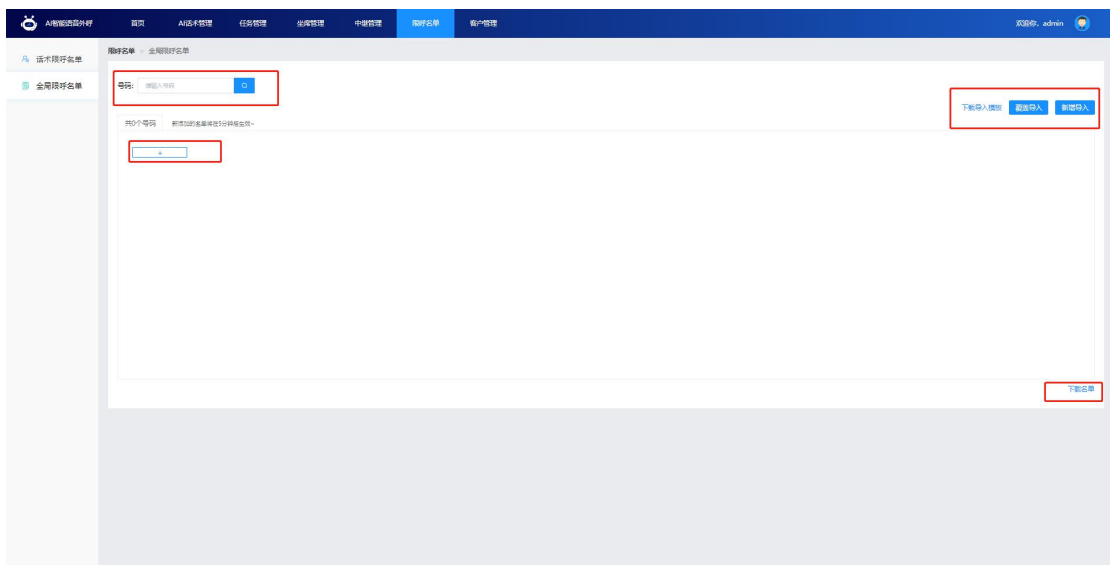 AI智能语音外呼 首页 AI话术管理 任务管理 坐席管理 中继管理 限呼名单 客户管理 欢迎你, admin
话术限呼名单
全局限呼名单
限呼名单 > 全局限呼名单
号码: 请输入号码
下载导入模板 覆盖导入 新增导入
共0个号码 新添加的名单将在5分钟后生效~
+
下载名单